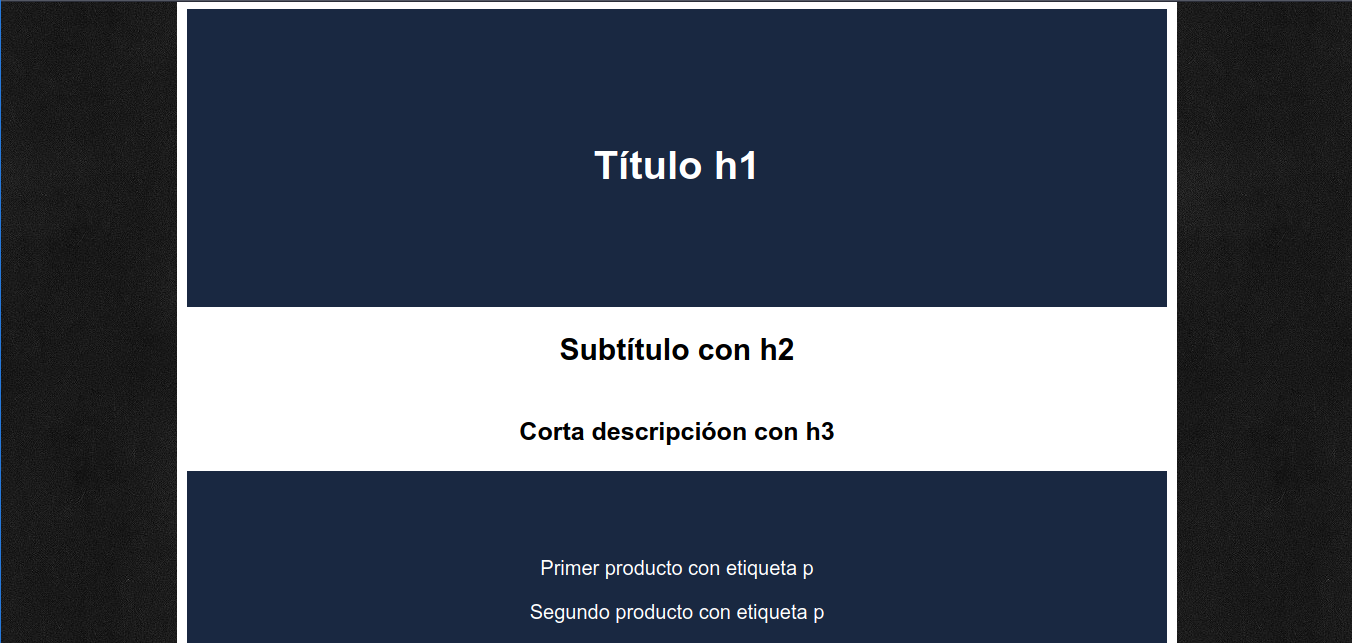 Título h1
Subtítulo con h2
Corta descripcióon con h3
Primer producto con etiqueta p
Segundo producto con etiqueta p